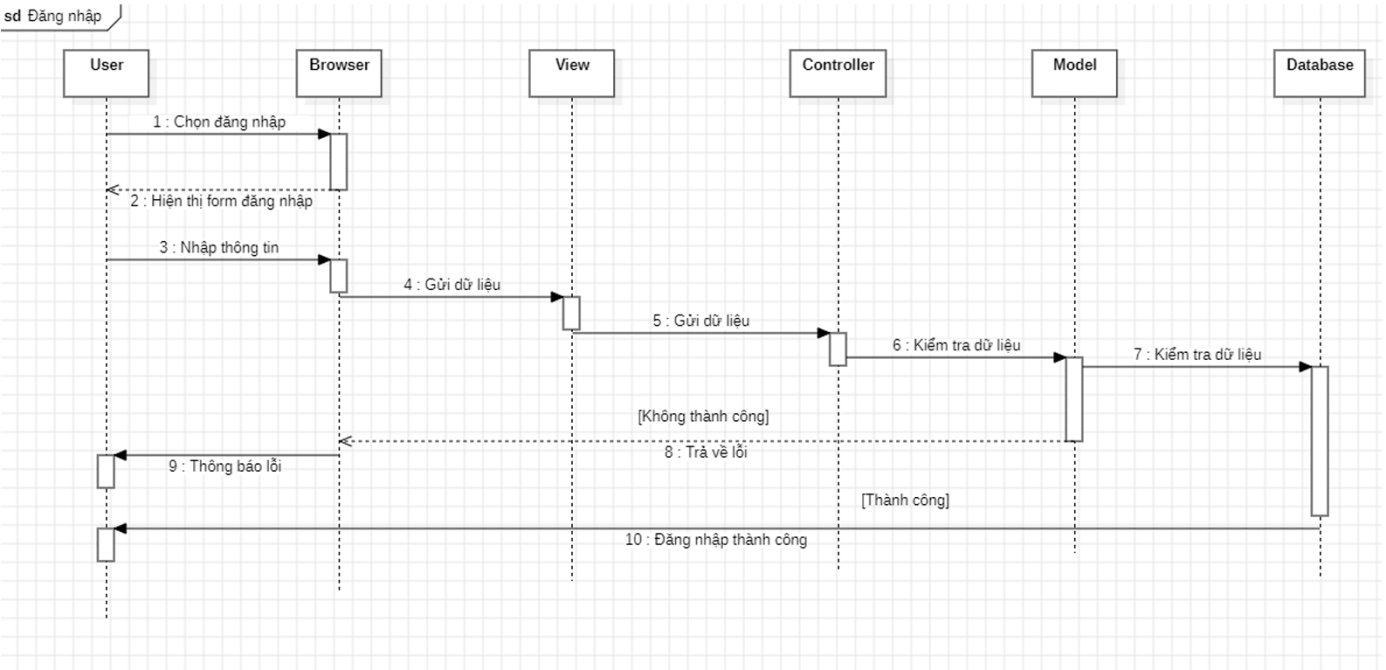 sd Đăng nhập
User
Browser
View
Controller
Model
Database
1 : Chọn đăng nhập
2 : Hiện thị form đăng nhập
3 : Nhập thông tin
4 : Gửi dữ liệu
5 : Gửi dữ liệu
6 : Kiểm tra dữ liệu
7 : Kiểm tra dữ liệu
[Không thành công]
8 : Trả về lỗi
9 : Thông báo lỗi
[Thành công]
10 : Đăng nhập thành công